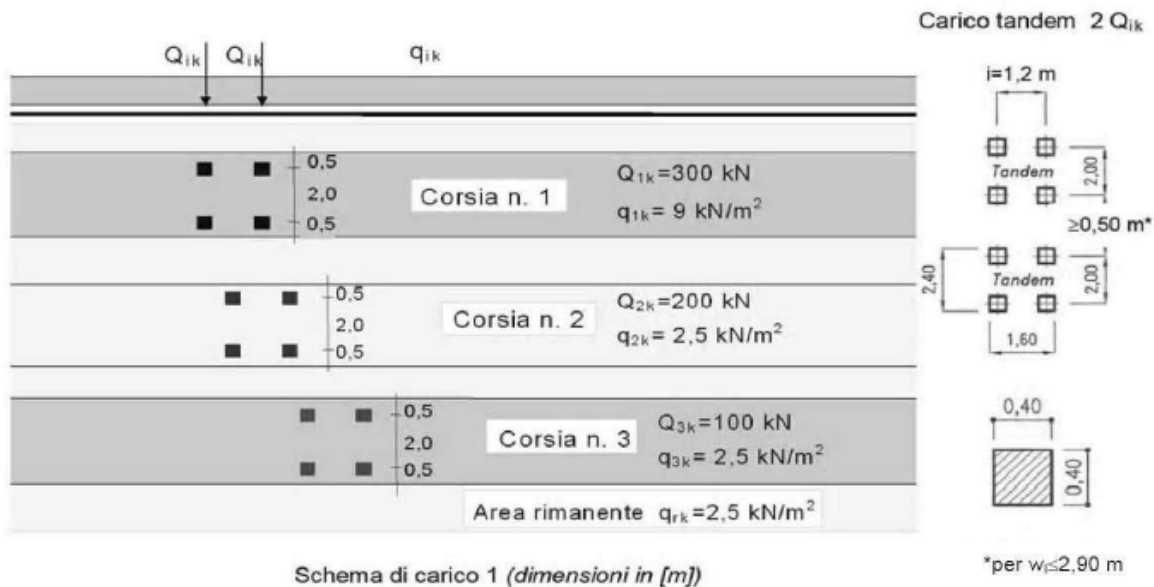 Carico tandem 2 Qik
Qik Qik qik
i=1,2 m
Tandem
2,00
≥0,50 m*
Tandem
2,00
2,40
1,60
0,40
0,40
*per wl≤2,90 m
0,5
2,0
0,5
Corsia n. 1
Q1k=300 kN
q1k= 9 kN/m²
0,5
2,0
0,5
Corsia n. 2
Q2k=200 kN
q2k= 2,5 kN/m²
0,5
2,0
0,5
Corsia n. 3
Q3k=100 kN
q3k= 2,5 kN/m²
Area rimanente qrk=2,5 kN/m²
Schema di carico 1 (dimensioni in [m])